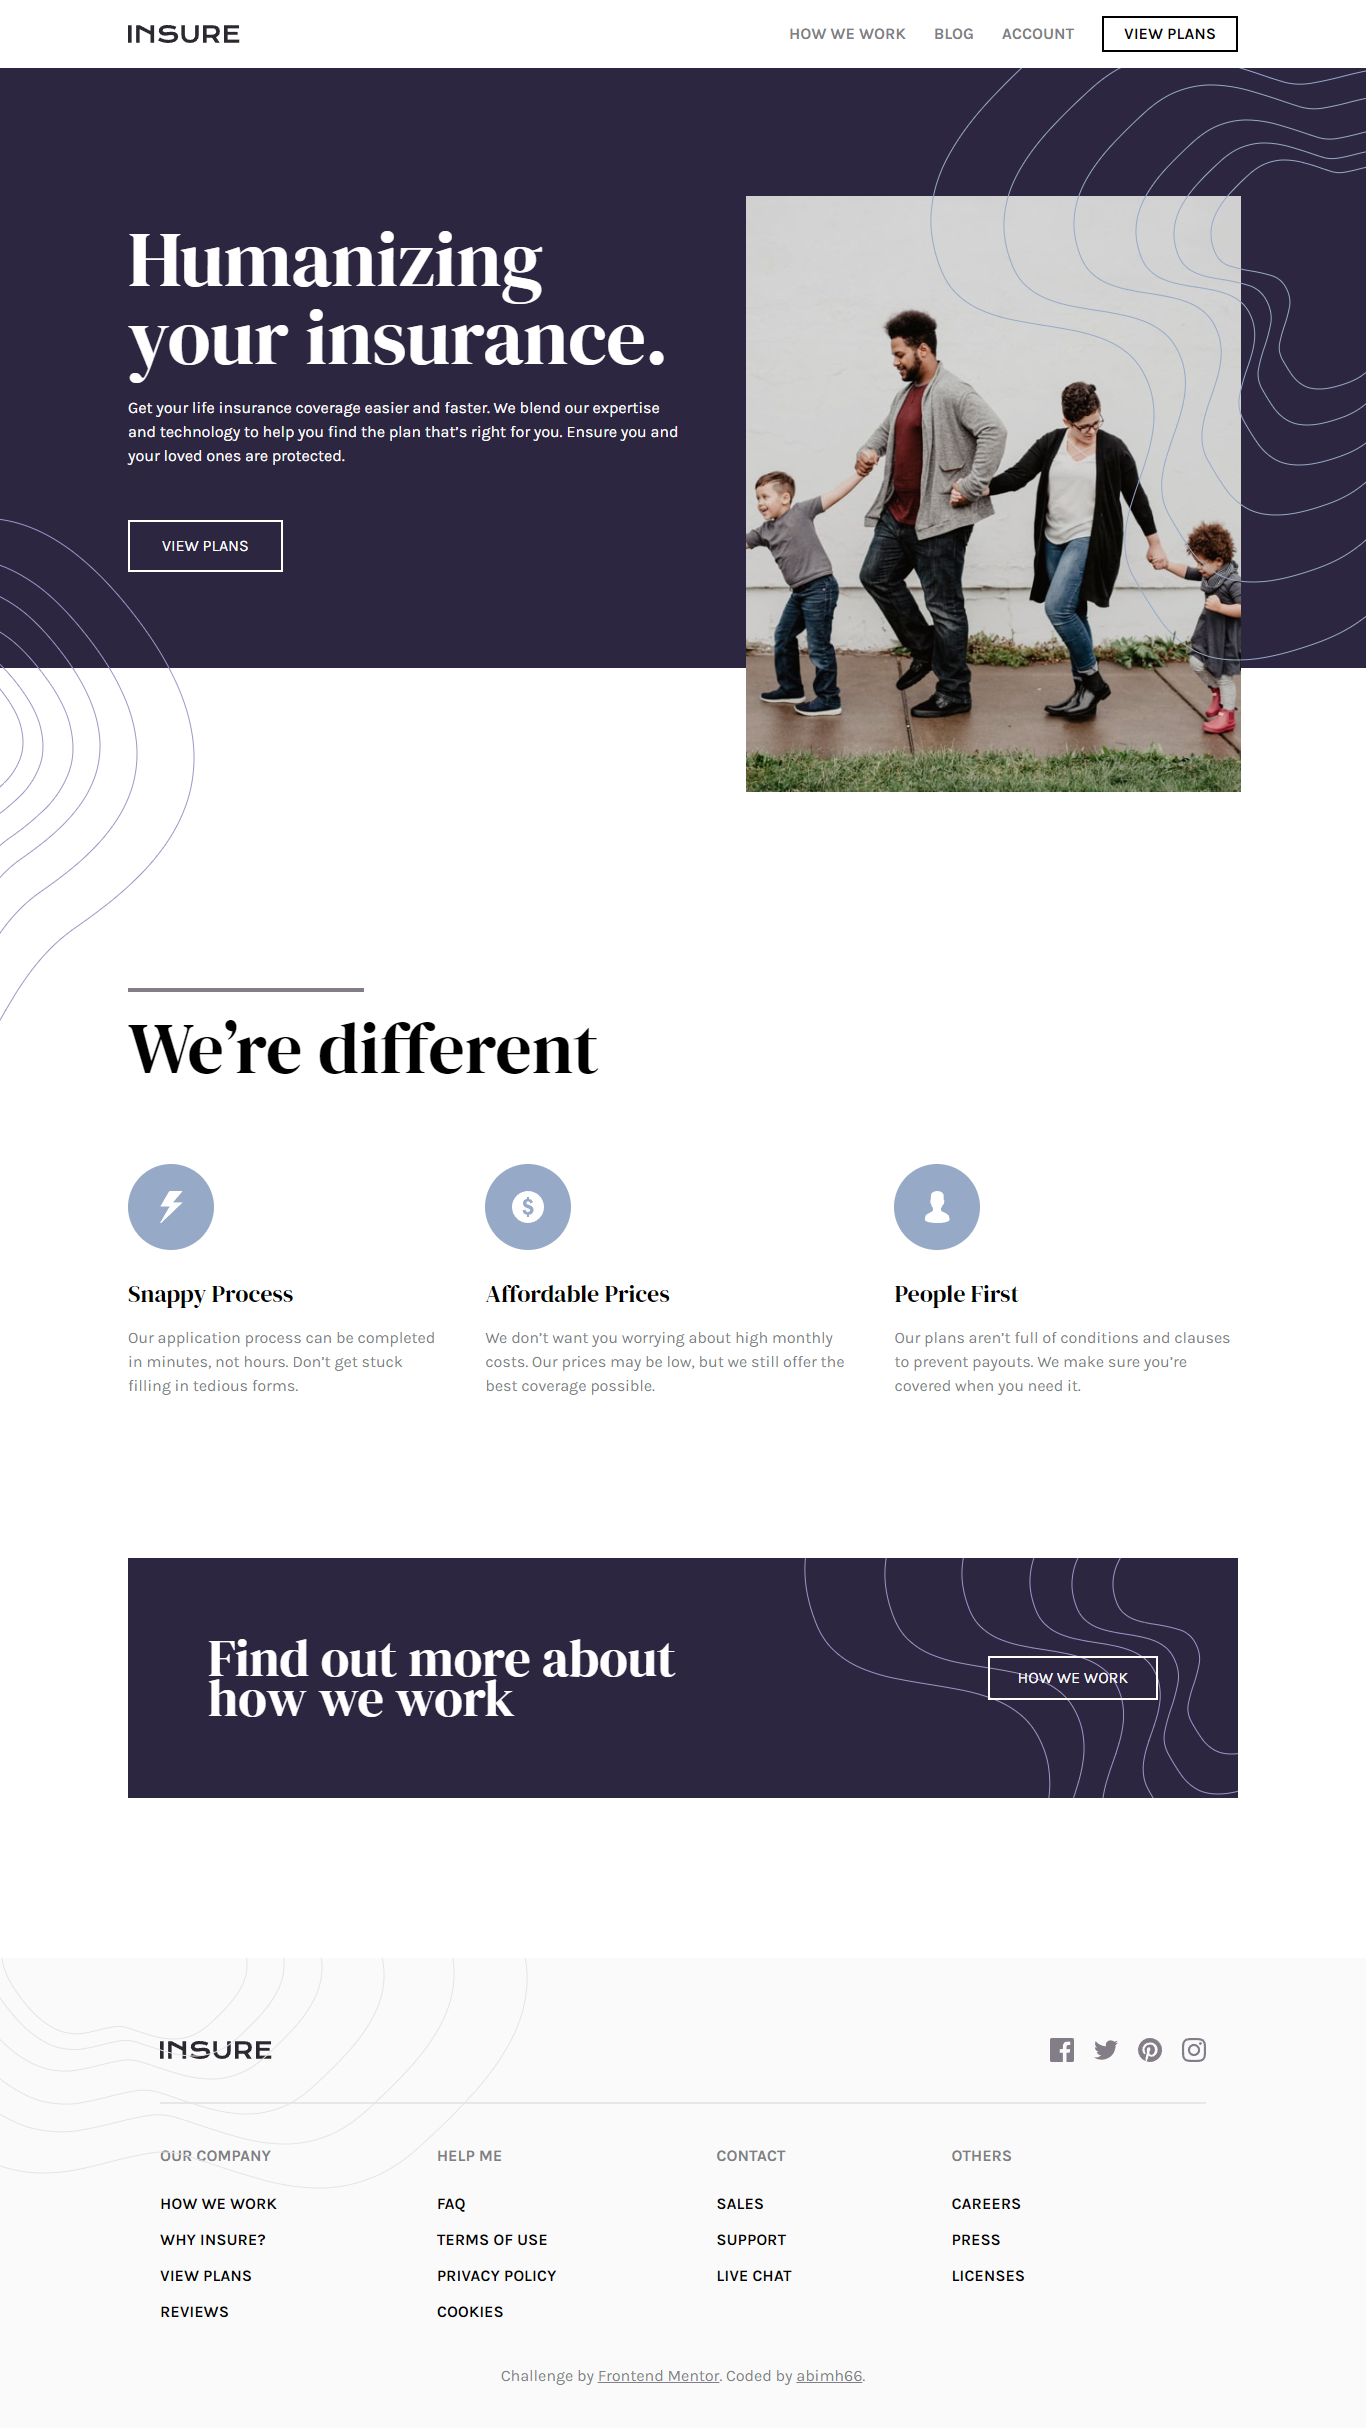 INSURE
HOW WE WORK BLOG ACCOUNT VIEW PLANS
Humanizing
your insurance.
Get your life insurance coverage easier and faster. We blend our expertise
and technology to help you find the plan that’s right for you. Ensure you and
your loved ones are protected.
VIEW PLANS
We’re different
Snappy Process
Our application process can be completed
in minutes, not hours. Don’t get stuck
filling in tedious forms.
Affordable Prices
We don’t want you worrying about high monthly
costs. Our prices may be low, but we still offer the
best coverage possible.
People First
Our plans aren’t full of conditions and clauses
to prevent payouts. We make sure you’re
covered when you need it.
Find out more about
how we work
HOW WE WORK
INSURE
OUR COMPANY
HOW WE WORK
WHY INSURE?
VIEW PLANS
REVIEWS
HELP ME
FAQ
TERMS OF USE
PRIVACY POLICY
COOKIES
CONTACT
SALES
SUPPORT
LIVE CHAT
OTHERS
CAREERS
PRESS
LICENSES
Challenge by Frontend Mentor. Coded by abimh66.